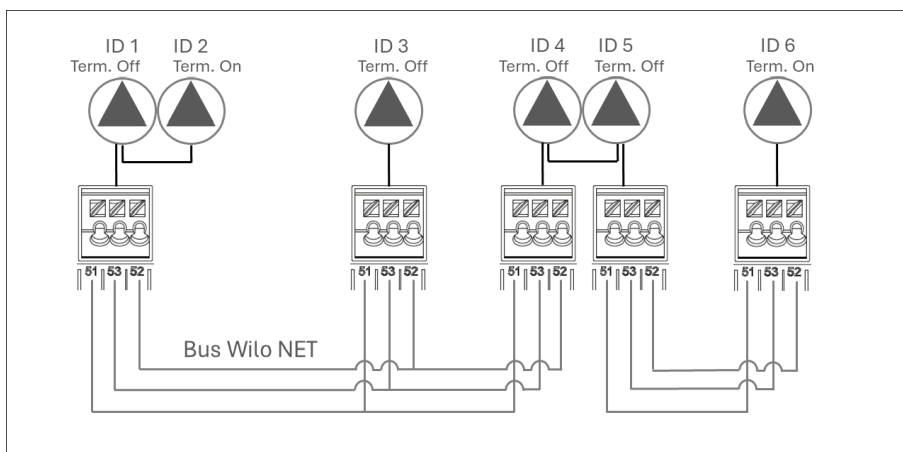 ID 1 ID 2 ID 3 ID 4 ID 5 ID 6
Term. Off Term. On Term. Off Term. Off Term. Off Term. Off
51 53 52 51 53 52 51 53 52 51 53 52 51 53 52
Bus Wilo NET